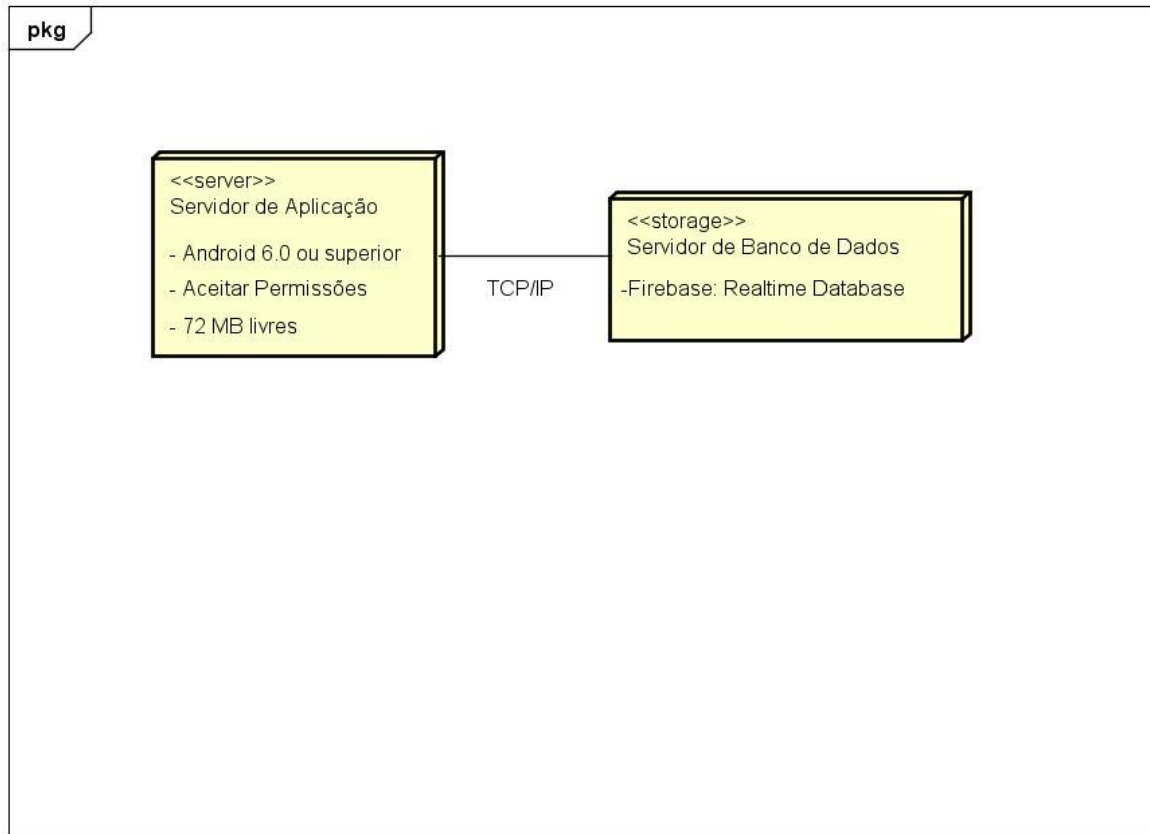 pkg
<<server>>
Servidor de Aplicação
- Android 6.0 ou superior
- Aceitar Permissões
- 72 MB livres
TCP/IP
<<storage>>
Servidor de Banco de Dados
-Firebase: Realtime Database